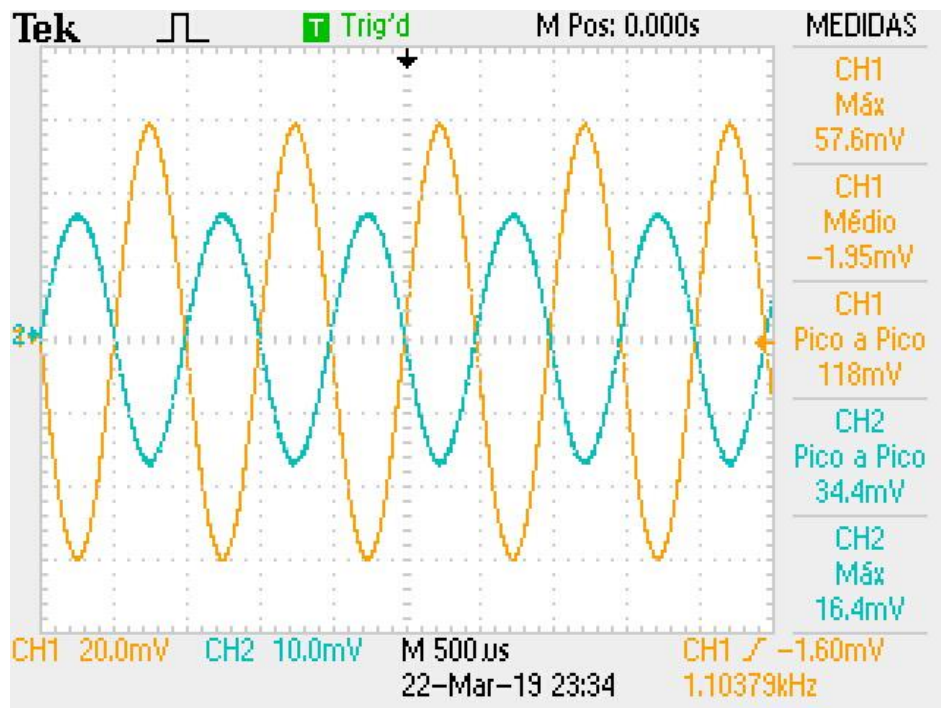 Tek T Trig'd M Pos: 0.000s MEDIDAS
CH1
Máx
57.6mV
CH1
Médio
-1.95mV
CH1
Pico a Pico
118mV
CH2
Pico a Pico
34.4mV
CH2
Máx
16.4mV
2
CH1 20.0mV CH2 10.0mV M 500us CH1 -1.60mV
22-Mar-19 23:34 1.10379kHz